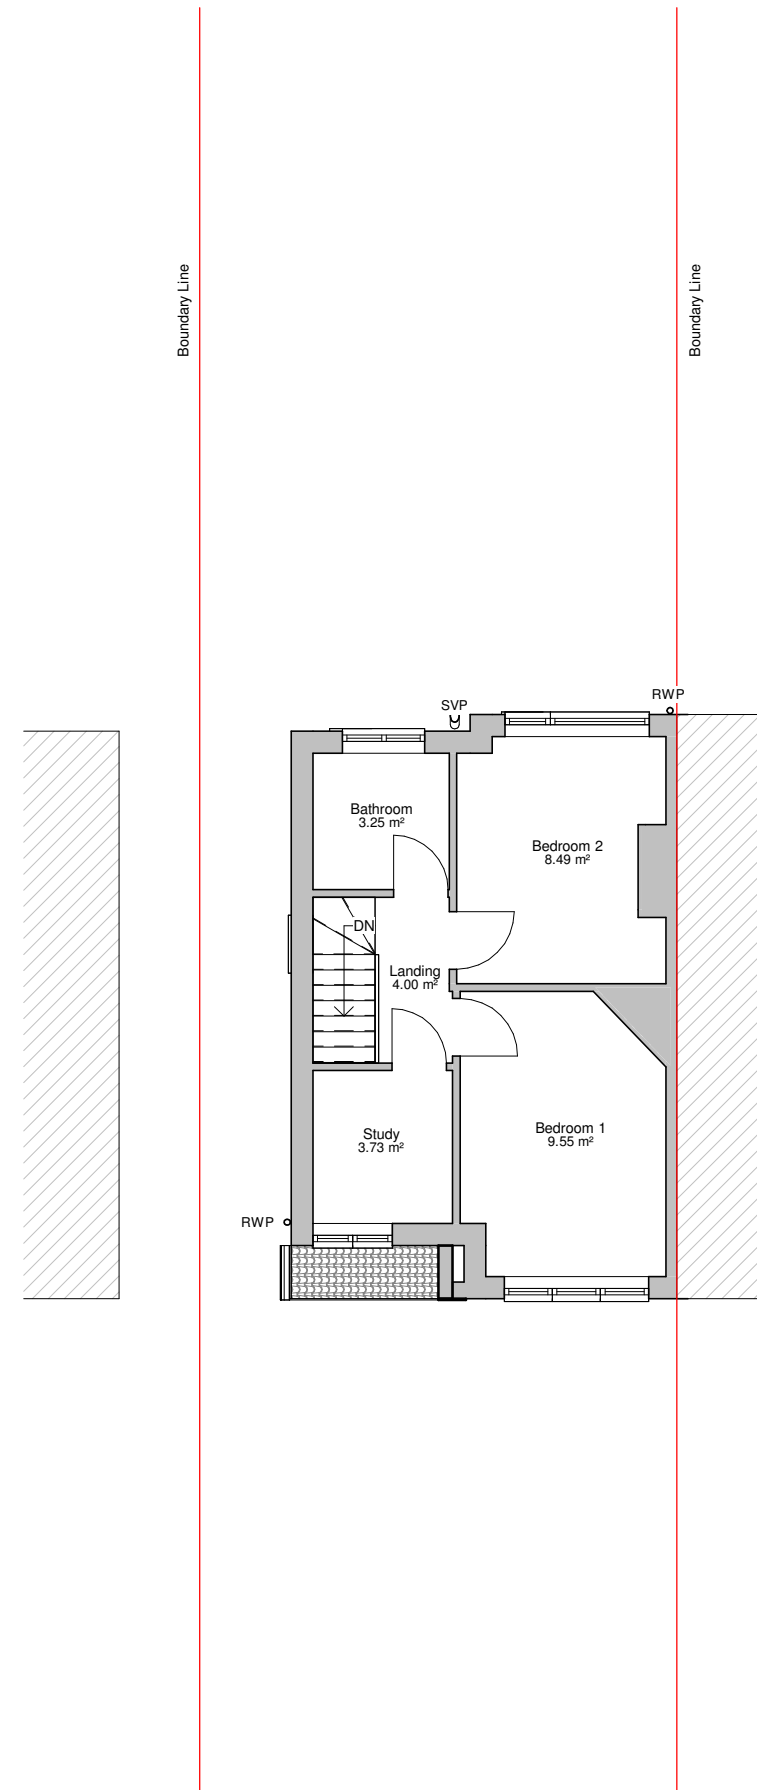 Boundary Line
Boundary Line
RWP
SVP
Bathroom
3.25 m²
Bedroom 2
8.49 m²
DN
Landing
4.00 m²
Bedroom 1
9.55 m²
Study
3.73 m²
RWP